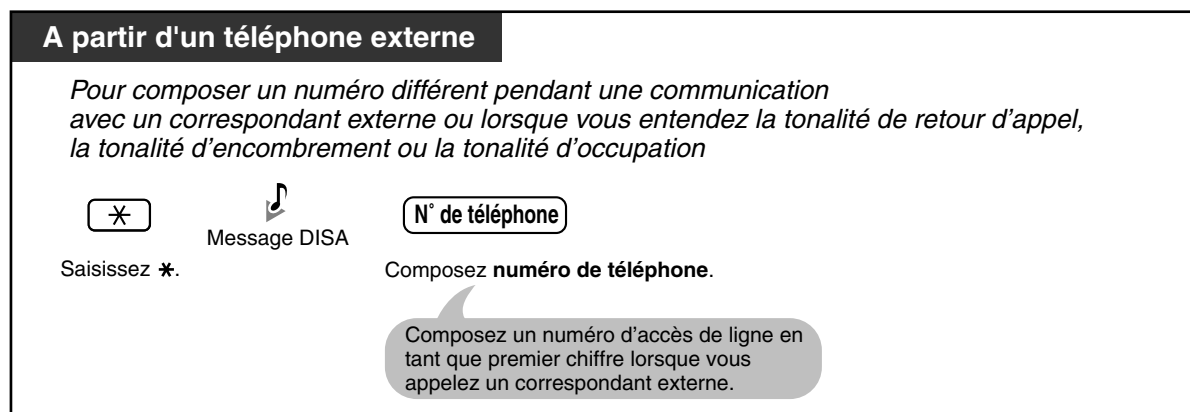 A partir d'un téléphone externe
Pour composer un numéro différent pendant une communication
avec un correspondant externe ou lorsque vous entendez la tonalité de retour d’appel,
la tonalité d’encombrement ou la tonalité d’occupation
N˚ de téléphone
Message DISA
Saisissez *.
Composez numéro de téléphone.
Composez un numéro d’accès de ligne en
tant que premier chiffre lorsque vous
appelez un correspondant externe.